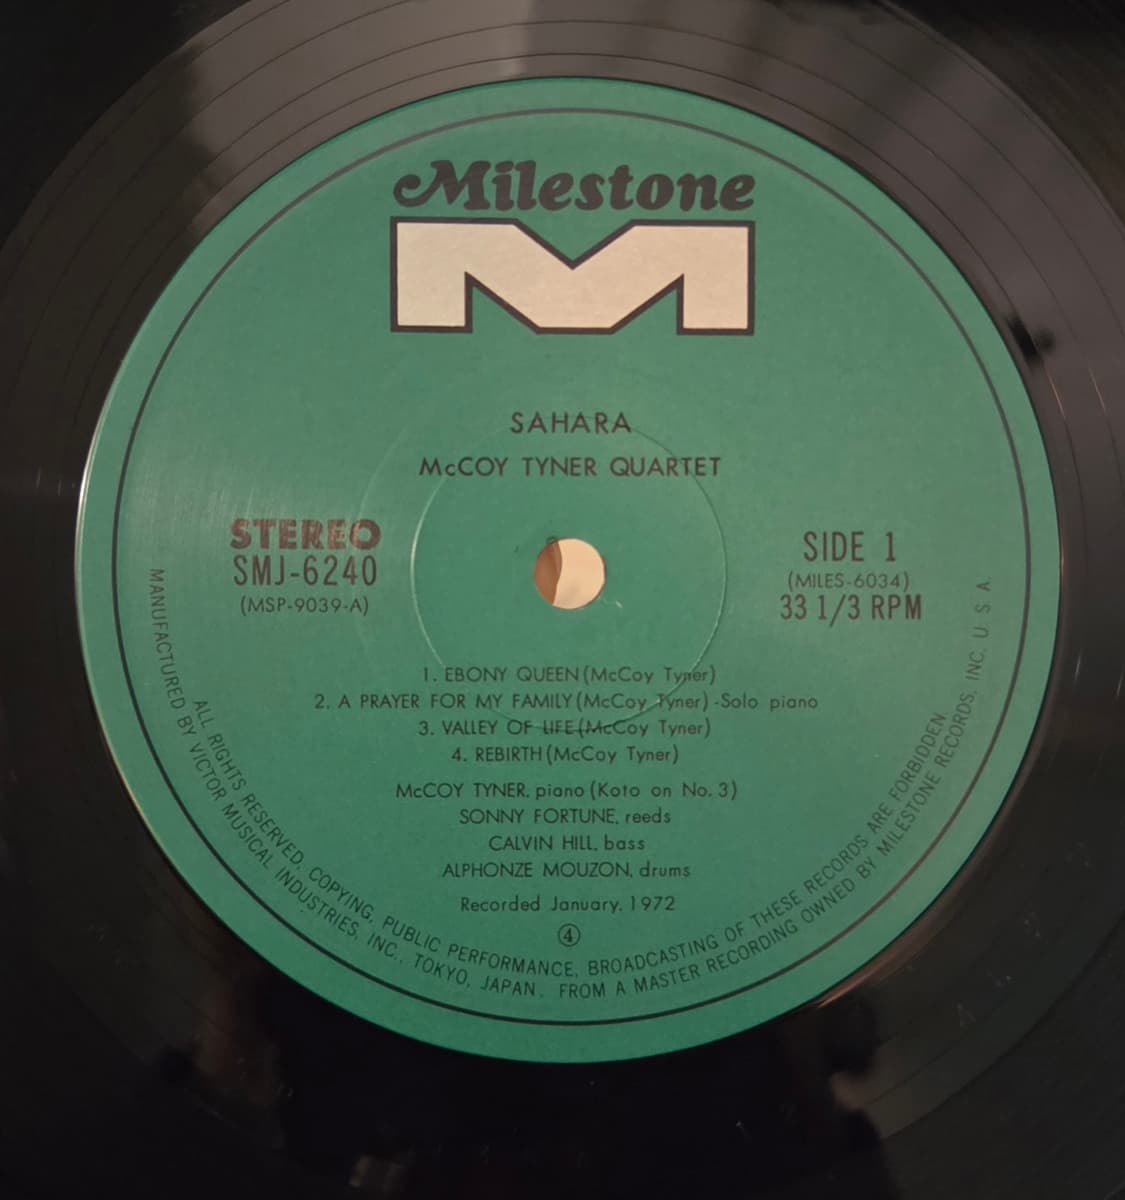 Milestone
SAHARA
McCOY TYNER QUARTET
STEREO
SMJ-6240
(MSP-9039-A)
SIDE 1
(MILES-6034)
33 1/3 RPM
1. EBONY QUEEN (McCoy Tyner)
2. A PRAYER FOR MY FAMILY (McCoy Tyner) -Solo piano
3. VALLEY OF LIFE (McCoy Tyner)
4. REBIRTH (McCoy Tyner)
McCOY TYNER, piano (Koto on No. 3)
SONNY FORTUNE, reeds
CALVIN HILL, bass
ALPHONZE MOUZON, drums
Recorded January, 1972
④
ALL RIGHTS RESERVED, COPYING, PUBLIC PERFORMANCE, BROADCASTING OF THESE RECORDS ARE FORBIDDEN.
MANUFACTURED BY VICTOR MUSICAL INDUSTRIES, INC., TOKYO, JAPAN. FROM A MASTER RECORDING OWNED BY MILESTONE RECORDS, INC. U. S. A.